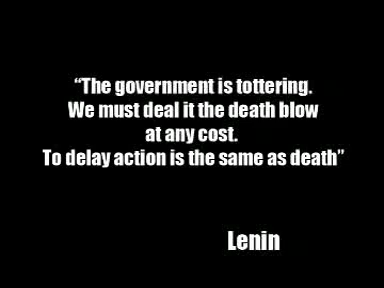 “The government is tottering.
We must deal it the death blow
at any cost.
To delay action is the same as death”
Lenin